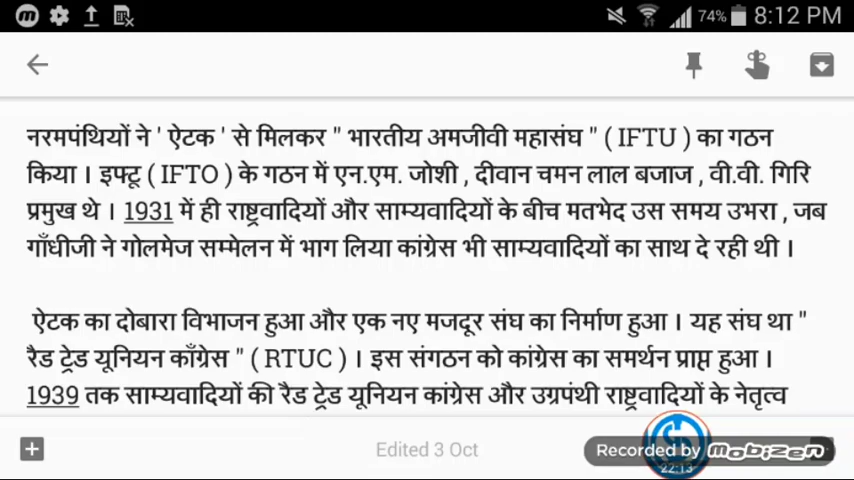 74% 8:12 PM
नरमपंथियों ने ' ऐटक ' से मिलकर " भारतीय अमजीवी महासंघ " ( IFTU ) का गठन
किया । इफ्टू ( IFTO ) के गठन में एन.एम. जोशी , दीवान चमन लाल बजाज , वी.वी. गिरि
प्रमुख थे । 1931 में ही राष्ट्रवादियों और साम्यवादियों के बीच मतभेद उस समय उभरा , जब
गाँधीजी ने गोलमेज सम्मेलन में भाग लिया कांग्रेस भी साम्यवादियों का साथ दे रही थी ।
ऐटक का दोबारा विभाजन हुआ और एक नए मजदूर संघ का निर्माण हुआ । यह संघ था "
रैड ट्रेड यूनियन काँग्रेस " ( RTUC ) । इस संगठन को कांग्रेस का समर्थन प्राप्त हुआ ।
1939 तक साम्यवादियों की रैड ट्रेड यूनियन कांग्रेस और उग्रपंथी राष्ट्रवादियों के नेतृत्व
Edited 3 Oct
Recorded by mobizen
22:13